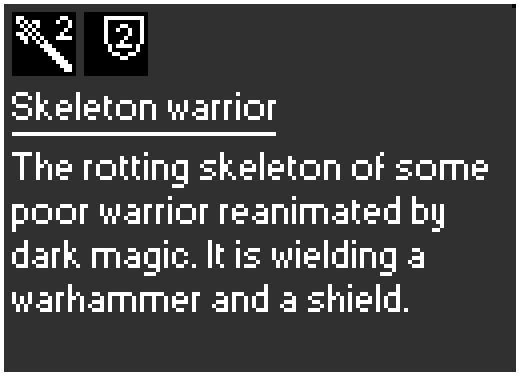 2 2
Skeleton warrior
The rotting skeleton of some
poor warrior reanimated by
dark magic. It is wielding a
warhammer and a shield.